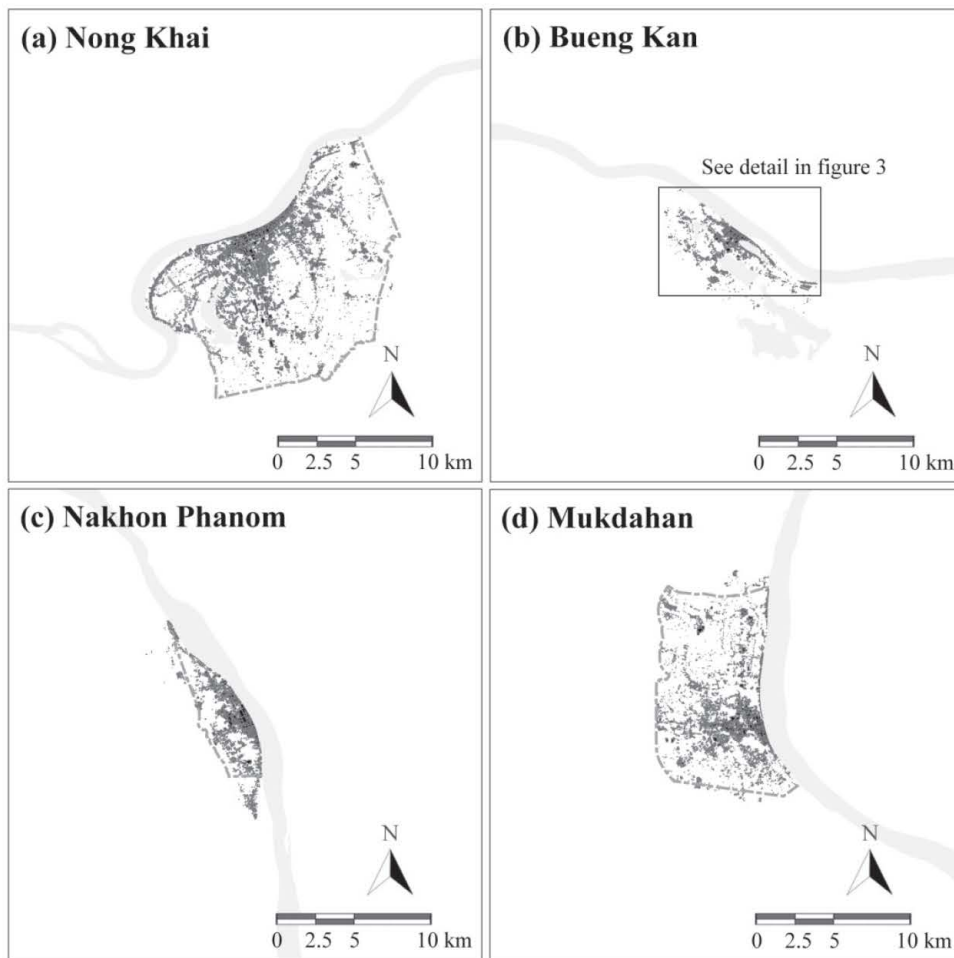 (a) Nong Khai
N
0 2.5 5 10 km
(b) Bueng Kan
See detail in figure 3
N
0 2.5 5 10 km
(c) Nakhon Phanom
N
0 2.5 5 10 km
(d) Mukdahan
N
0 2.5 5 10 km